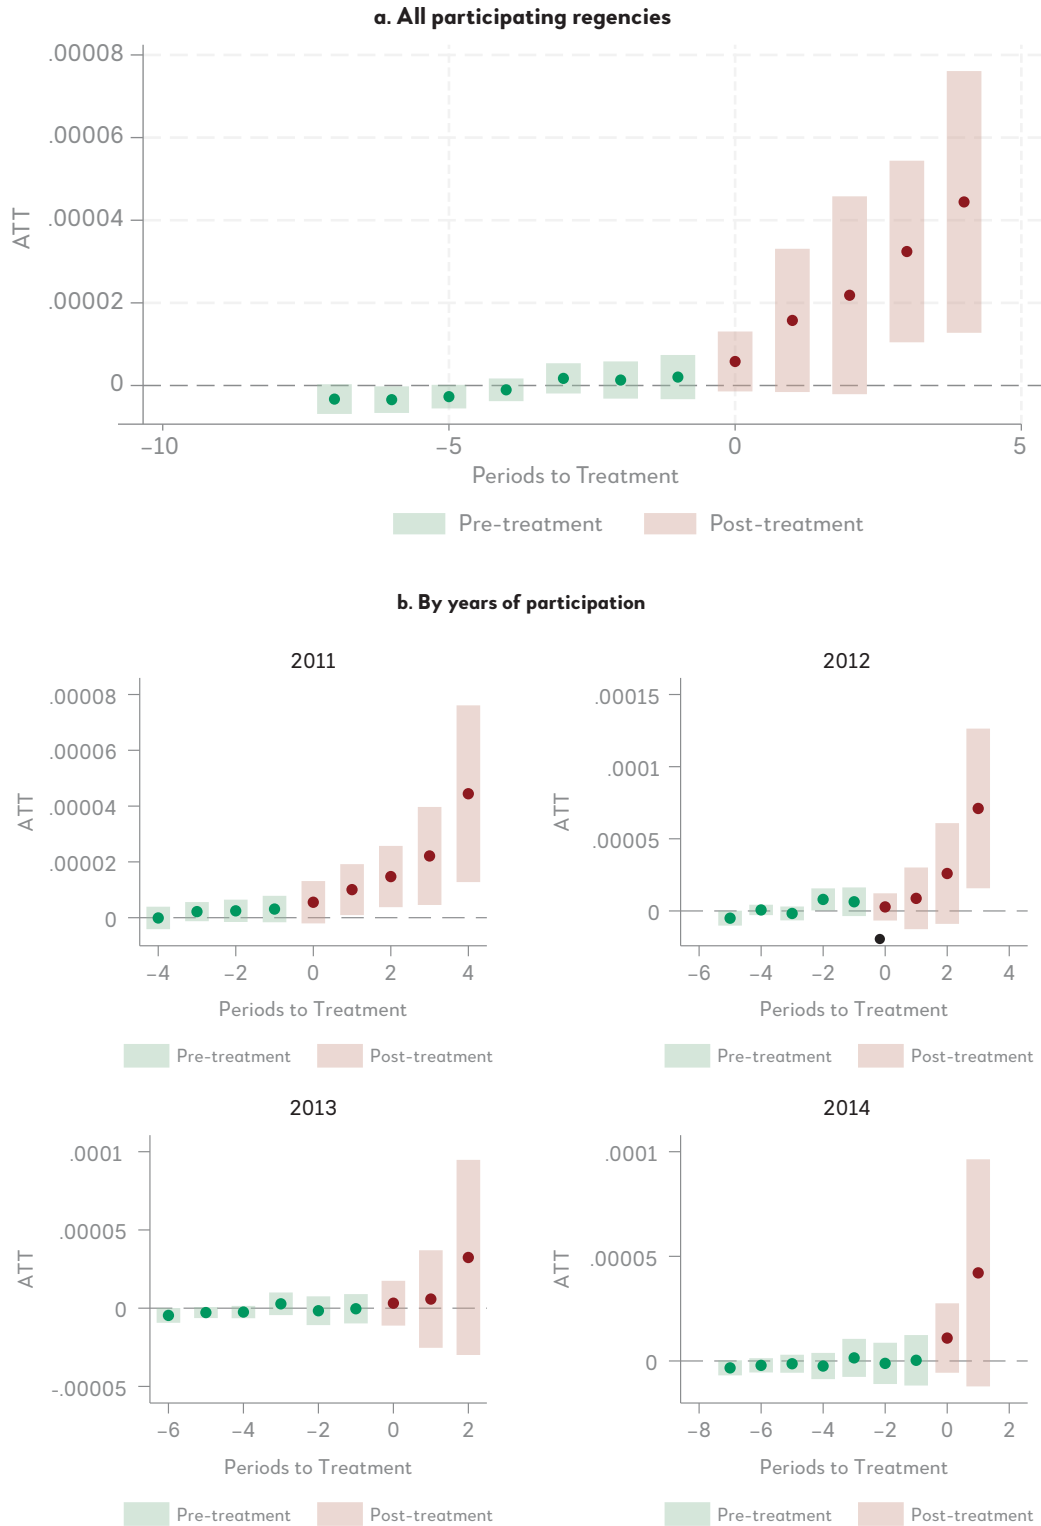 a. All participating regencies
.00008
.00006
.00004
.00002
0
ATT
−10
−5
0
5
Periods to Treatment
Pre-treatment
Post-treatment
b. By years of participation
2011
.00008
.00006
.00004
.00002
0
ATT
−4
−2
0
2
4
Periods to Treatment
Pre-treatment
Post-treatment
2012
.00015
.0001
.00005
0
ATT
−6
−4
−2
0
2
4
Periods to Treatment
Pre-treatment
Post-treatment
2013
.0001
.00005
0
-.00005
ATT
−6
−4
−2
0
2
Periods to Treatment
Pre-treatment
Post-treatment
2014
.0001
.00005
0
ATT
−8
−6
−4
−2
0
2
Periods to Treatment
Pre-treatment
Post-treatment